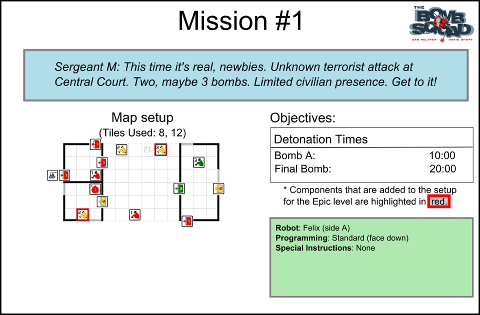 Mission #1
THE
BOMB
SQUAD
Sergeant M: This time it's real, newbies. Unknown terrorist attack at
Central Court. Two, maybe 3 bombs. Limited civilian presence. Get to it!
Map setup
(Tiles Used: 8, 12)
12
Objectives:
Detonation Times
Bomb A: 10:00
Final Bomb: 20:00
* Components that are added to the setup
for the Epic level are highlighted in red.
Robot: Felix (side A)
Programming: Standard (face down)
Special Instructions: None